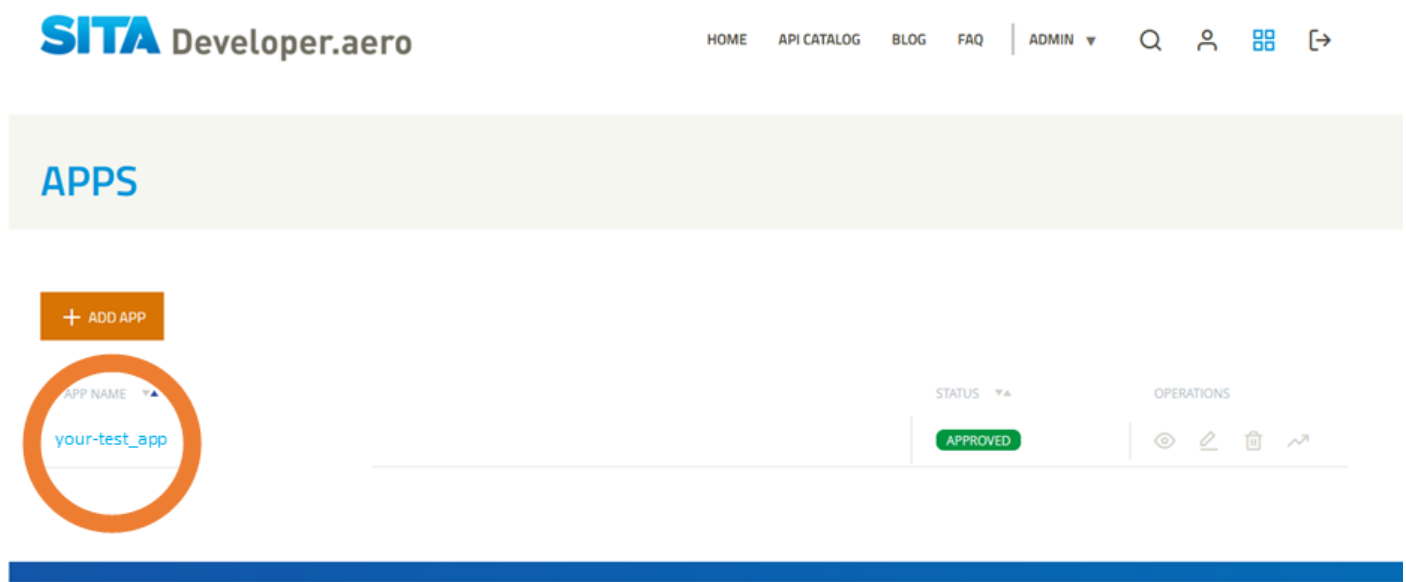 SITA Developer.aero
HOME API CATALOG BLOG FAQ ADMIN
APPS
ADD APP
APP NAME STATUS OPERATIONS
your-test_app APPROVED